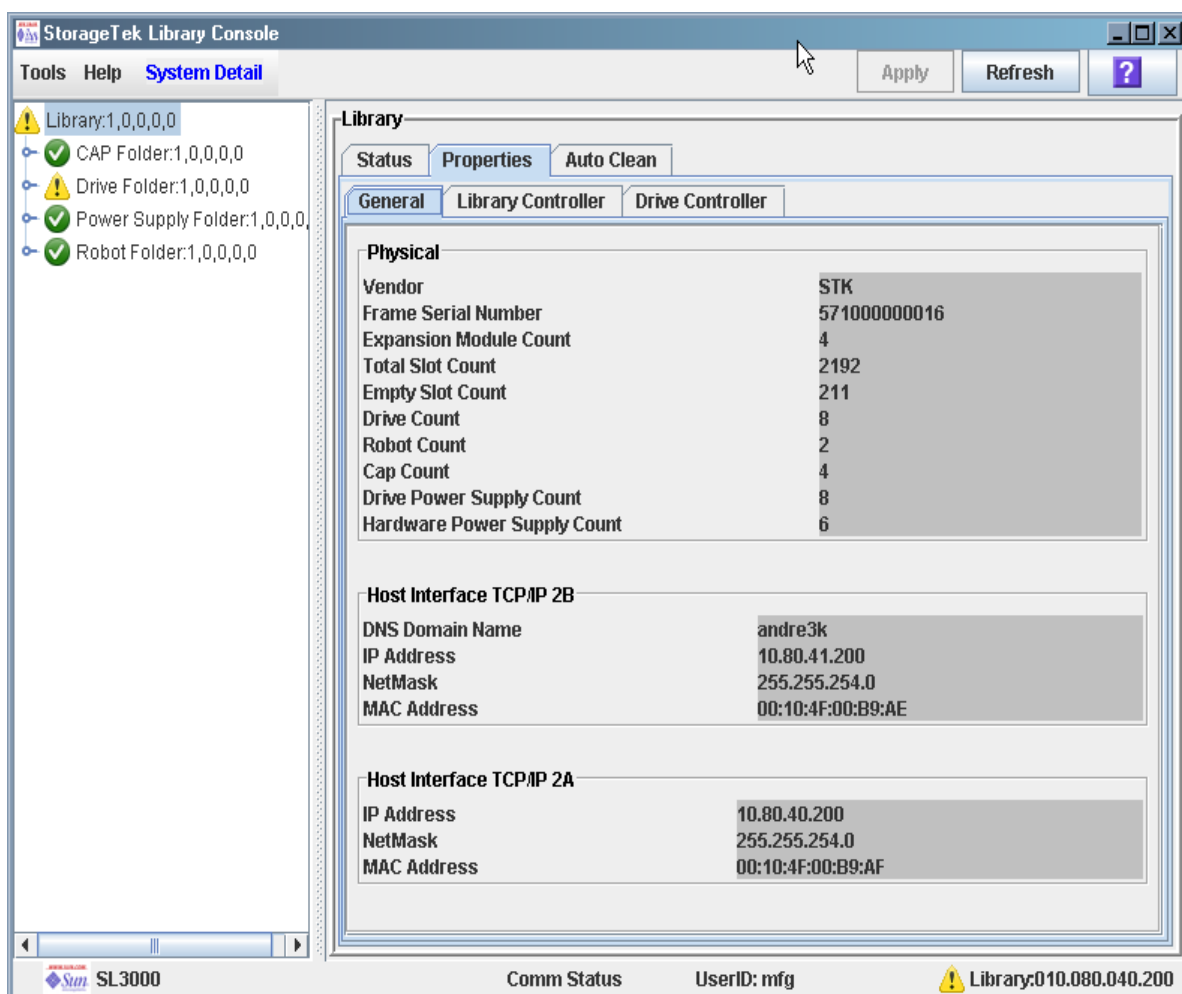 StorageTek Library Console
Tools Help System Detail
Apply Refresh ?
Library:1,0,0,0,0
CAP Folder:1,0,0,0,0
Drive Folder:1,0,0,0,0
Power Supply Folder:1,0,0,0,
Robot Folder:1,0,0,0,0
Library
Status Properties Auto Clean
General Library Controller Drive Controller
Physical
Vendor STK
Frame Serial Number 571000000016
Expansion Module Count 4
Total Slot Count 2192
Empty Slot Count 211
Drive Count 8
Robot Count 2
Cap Count 4
Drive Power Supply Count 8
Hardware Power Supply Count 6
Host Interface TCP/IP 2B
DNS Domain Name andre3k
IP Address 10.80.41.200
NetMask 255.255.254.0
MAC Address 00:10:4F:00:B9:AE
Host Interface TCP/IP 2A
IP Address 10.80.40.200
NetMask 255.255.254.0
MAC Address 00:10:4F:00:B9:AF
Sun SL3000 Comm Status UserID: mfg Library:010.080.040.200